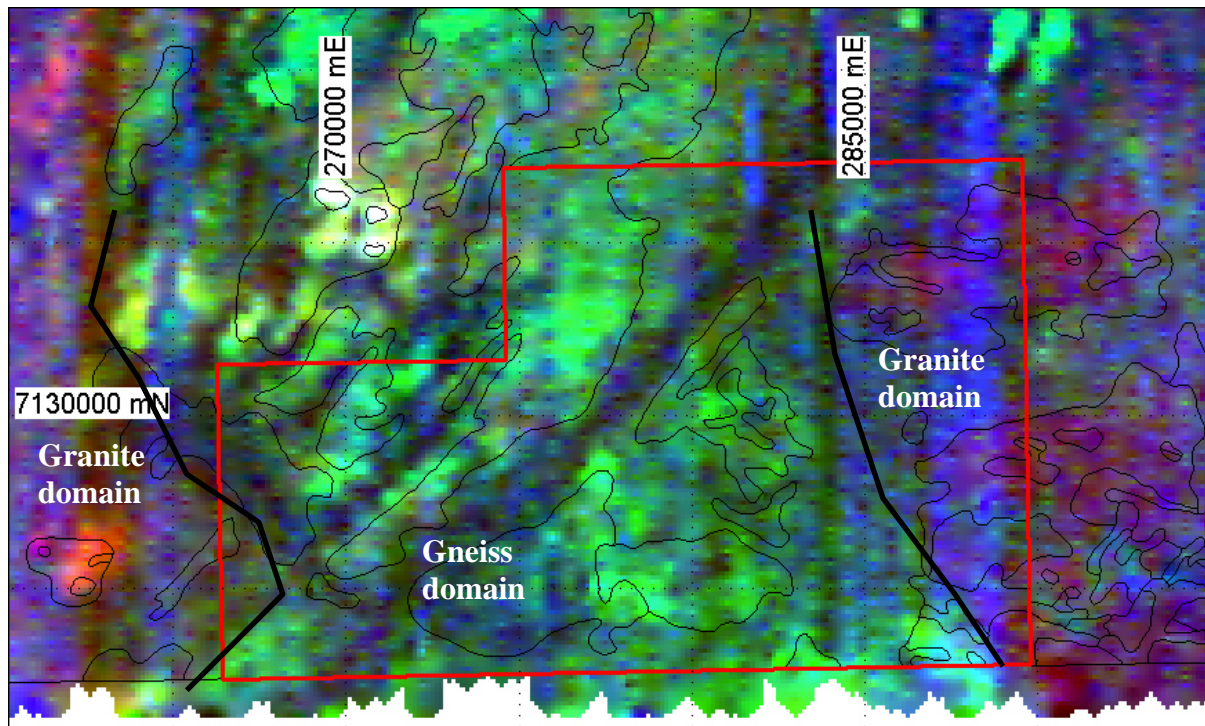 270000 mE
285000 mE
7130000 mN
Granite
domain
Granite
domain
Gneiss
domain